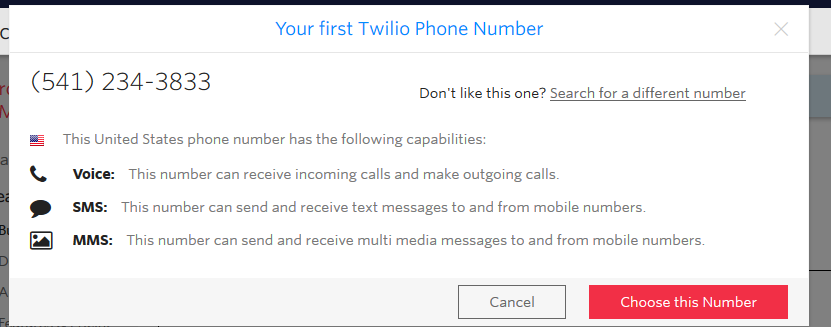 Your first Twilio Phone Number
(541) 234-3833
Don't like this one? Search for a different number
This United States phone number has the following capabilities:
Voice: This number can receive incoming calls and make outgoing calls.
SMS: This number can send and receive text messages to and from mobile numbers.
MMS: This number can send and receive multi media messages to and from mobile numbers.
Cancel
Choose this Number